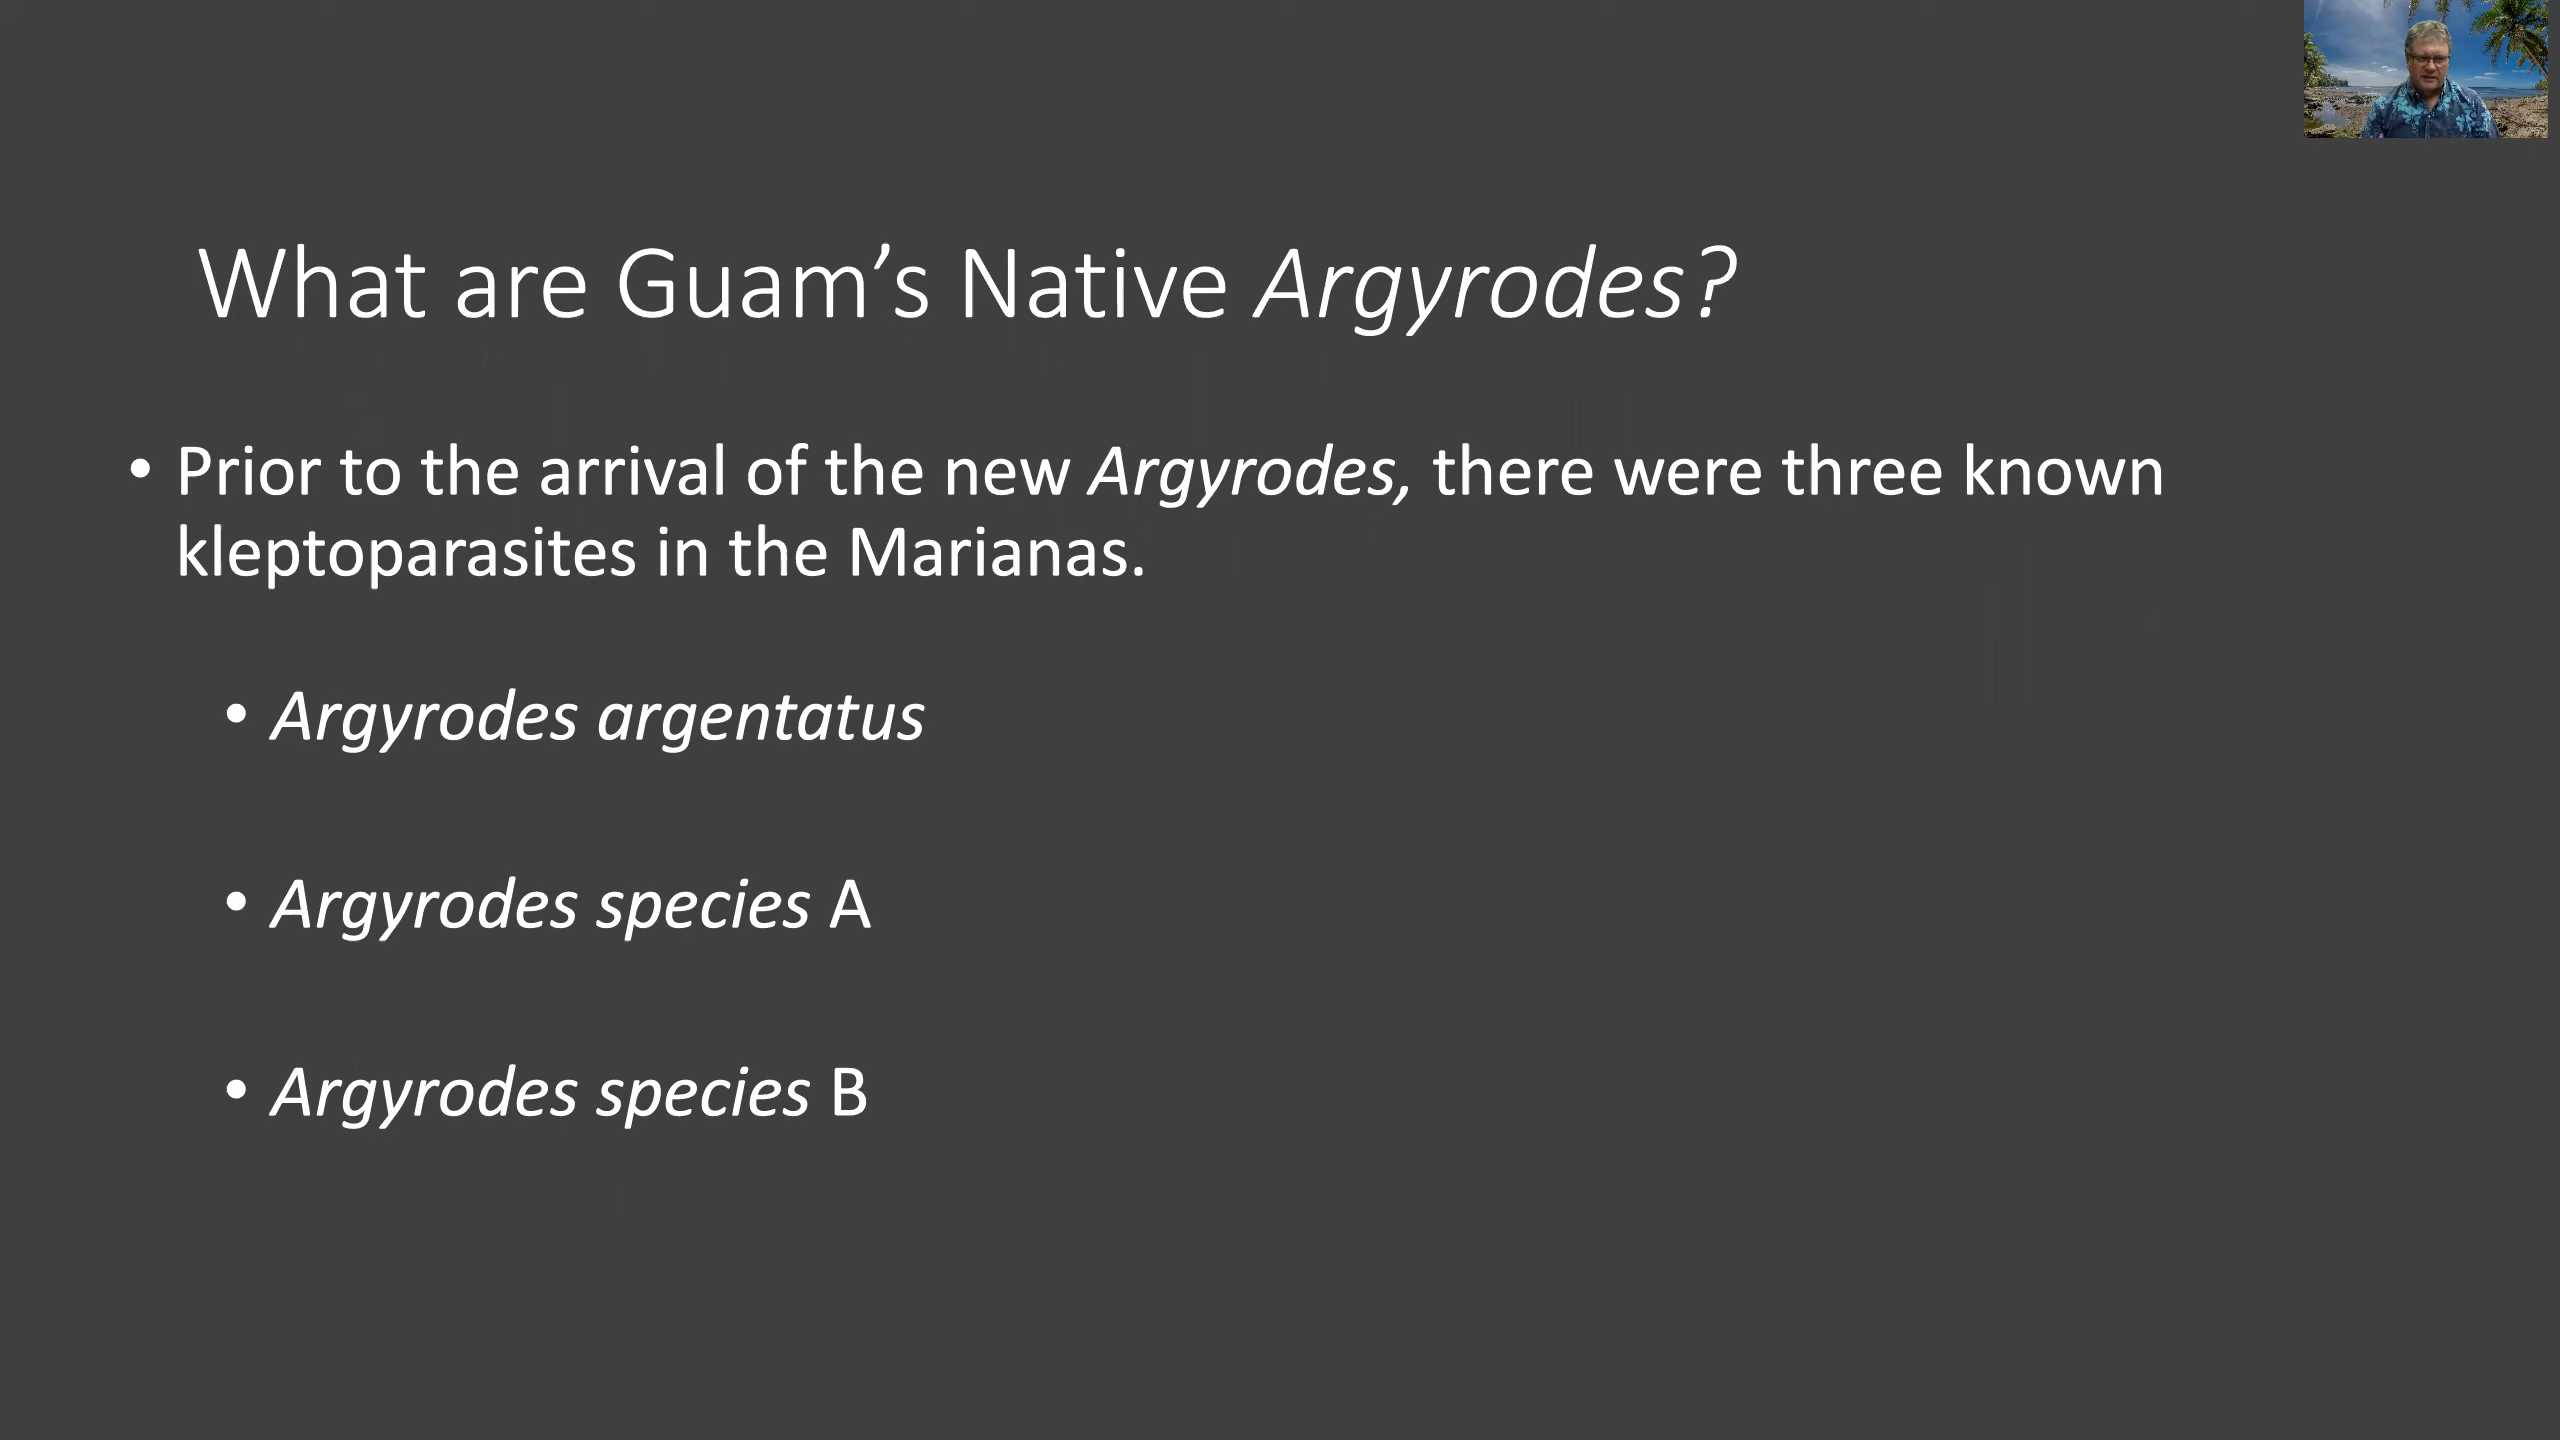 What are Guam’s Native Argyrodes?
• Prior to the arrival of the new Argyrodes, there were three known
kleptoparasites in the Marianas.
• Argyrodes argentatus
• Argyrodes species A
• Argyrodes species B